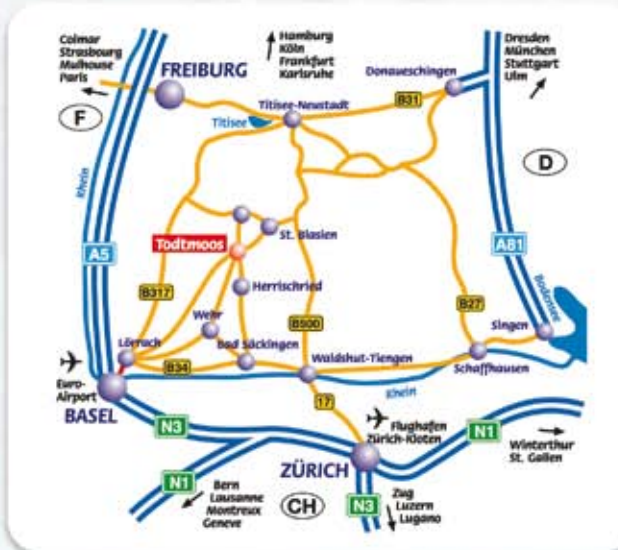 Colmar
Strasbourg
Mulhouse
Paris
F
FREIBURG
Hamburg
Köln
Frankfurt
Karlsruhe
Donaueschingen
Dresden
München
Stuttgart
Ulm
D
Titisee-Neustadt
B31
Titisee
Rhein
St. Blasien
Todtmoos
A5
A81
Herrischried
B317
Bodensee
B27
Wehr
B500
Singen
Lörrach
Bad Säckingen
B34
Waldshut-Tiengen
Schaffhausen
Euro-
Airport
BASEL
Rhein
17
N3
Flughafen
Zürich-Kloten
N1
Winterthur
St. Gallen
ZÜRICH
N1
Bern
Lausanne
Montreux
Geneve
CH
N3
Zug
Luzern
Lugano